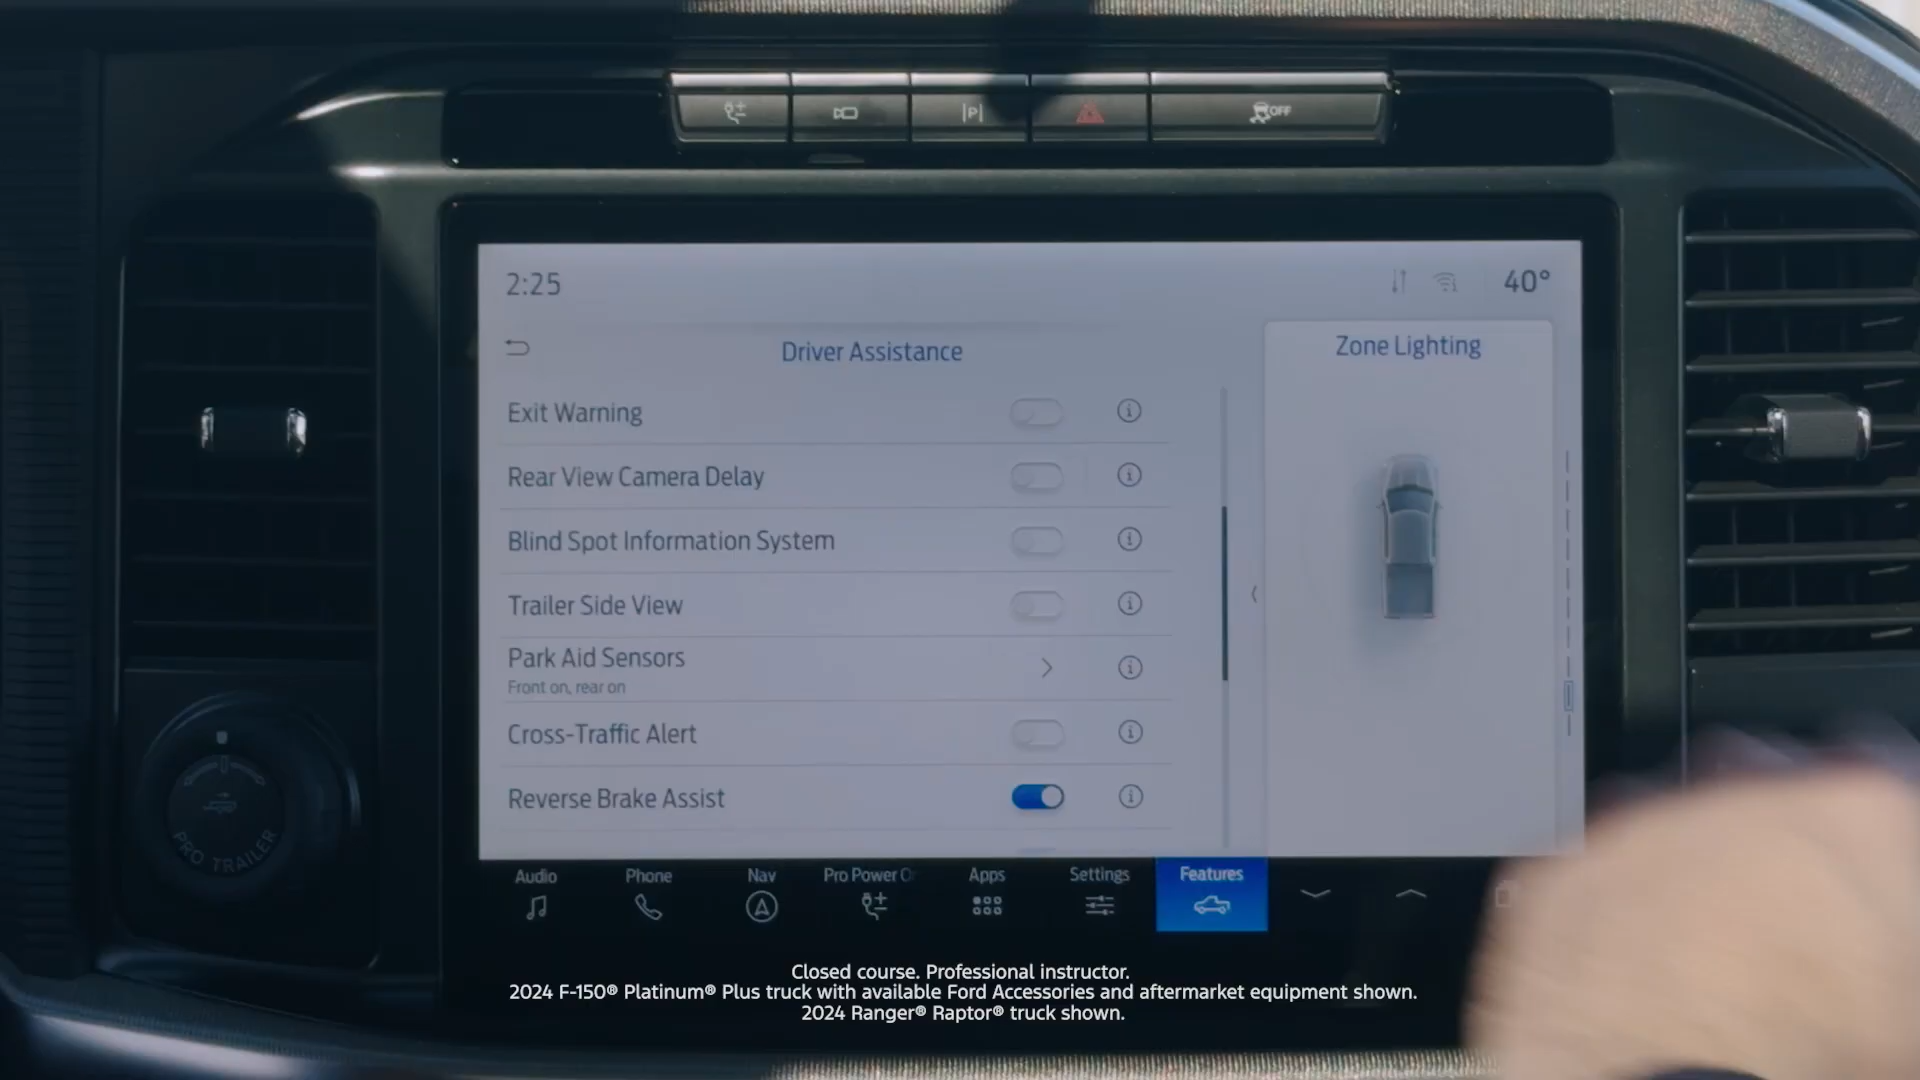 |P|
OFF
2:25
40°
Driver Assistance
Zone Lighting
Exit Warning
Rear View Camera Delay
Blind Spot Information System
Trailer Side View
Park Aid Sensors
Front on, rear on
Cross-Traffic Alert
Reverse Brake Assist
PRO TRAILER
Audio
Phone
Nav
Pro Power O
Apps
Settings
Features
Closed course. Professional instructor.
2024 F-150® Platinum® Plus truck with available Ford Accessories and aftermarket equipment shown.
2024 Ranger® Raptor® truck shown.